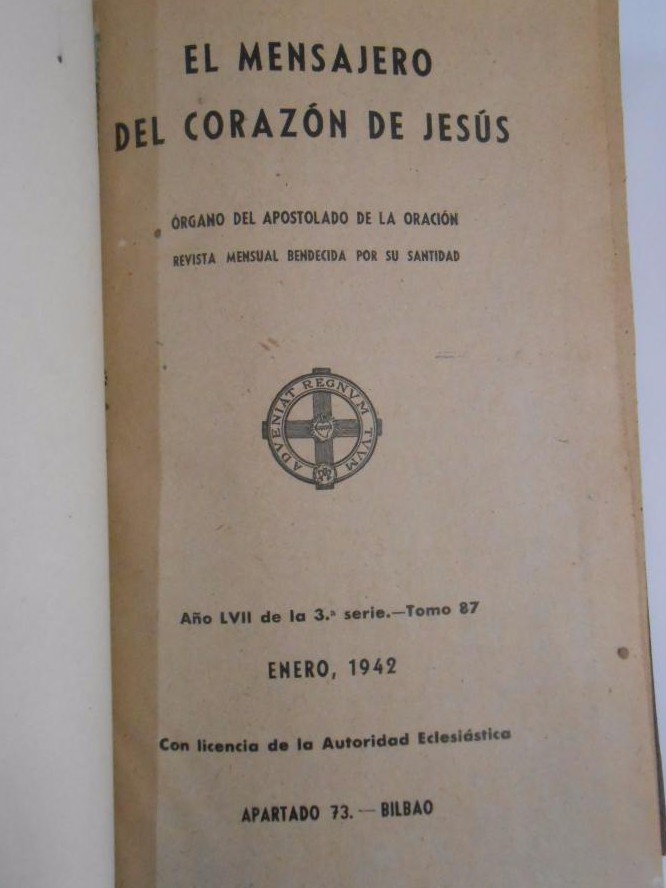 EL MENSAJERO
DEL CORAZÓN DE JESÚS
ÓRGANO DEL APOSTOLADO DE LA ORACIÓN
REVISTA MENSUAL BENDECIDA POR SU SANTIDAD
ADVENIAT REGNVM TVVM
Año LVII de la 3.ª serie.—Tomo 87
ENERO, 1942
Con licencia de la Autoridad Eclesiástica
APARTADO 73. — BILBAO